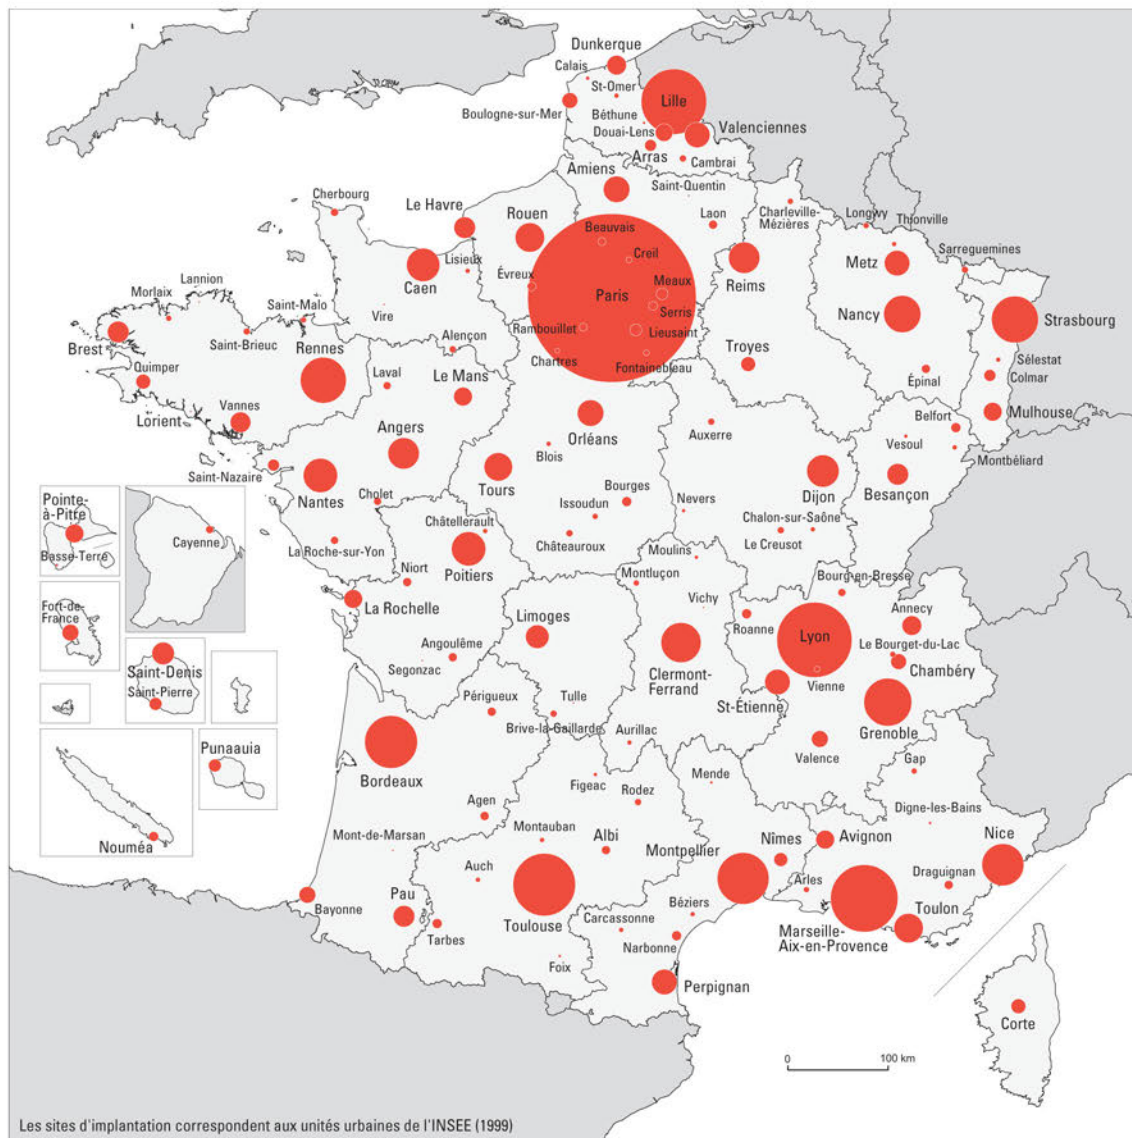 Dunkerque
Calais
St-Omer
Boulogne-sur-Mer
Lille
Béthune
Douai-Lens
Valenciennes
Arras
Cambrai
Amiens
Saint-Quentin
Cherbourg
Le Havre
Rouen
Beauvais
Laon
Charleville-
Mézières
Longwy
Thionville
Sarreguemines
Creil
Lisieux
Caen
Évreux
Meaux
Reims
Metz
Lannion
Morlaix
Saint-Malo
Vire
Paris
Serris
Nancy
Strasbourg
Brest
Saint-Brieuc
Rennes
Alençon
Rambouillet
Lieusaint
Chartres
Fontainebleau
Troyes
Sélestat
Colmar
Épinal
Quimper
Laval
Le Mans
Vannes
Lorient
Angers
Orléans
Auxerre
Belfort
Mulhouse
Vesoul
Montbéliard
Blois
Saint-Nazaire
Nantes
Cholet
Tours
Issoudun
Bourges
Nevers
Dijon
Besançon
Pointe-
à-Pitre
Basse-Terre
Cayenne
La Roche-sur-Yon
Châtellerault
Châteauroux
Chalon-sur-Saône
Le Creusot
Poitiers
Moulins
Niort
Montluçon
Bourg-en-Bresse
Fort-de-
France
La Rochelle
Limoges
Vichy
Roanne
Lyon
Annecy
Le Bourget-du-Lac
Chambéry
Saint-Denis
Saint-Pierre
Angoulême
Segonzac
Clermont-
Ferrand
Vienne
St-Étienne
Périgueux
Tulle
Brive-la-Gaillarde
Aurillac
Grenoble
Valence
Punaauia
Bordeaux
Figeac
Rodez
Mende
Gap
Nouméa
Agen
Mont-de-Marsan
Montauban
Albi
Digne-les-Bains
Montpellier
Nîmes
Avignon
Nice
Auch
Arles
Draguignan
Bayonne
Pau
Tarbes
Toulouse
Béziers
Carcassonne
Narbonne
Marseille-
Aix-en-Provence
Toulon
Foix
Perpignan
Corte
0
100 km
Les sites d'implantation correspondent aux unités urbaines de l'INSEE (1999)